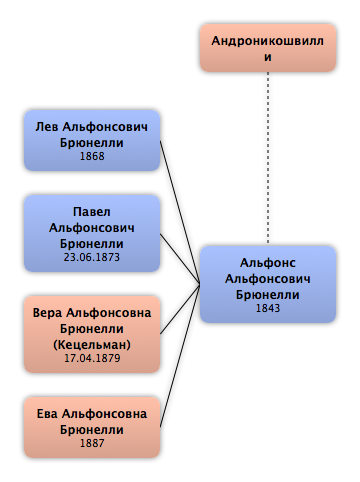 Андроникошвилл
и
Лев Альфонсович
Брюнелли
1868
Павел
Альфонсович
Брюнелли
23.06.1873
Альфонс
Альфонсович
Брюнелли
1843
Вера Альфонсовна
Брюнелли
(Кецельман)
17.04.1879
Ева Альфонсовна
Брюнелли
1887